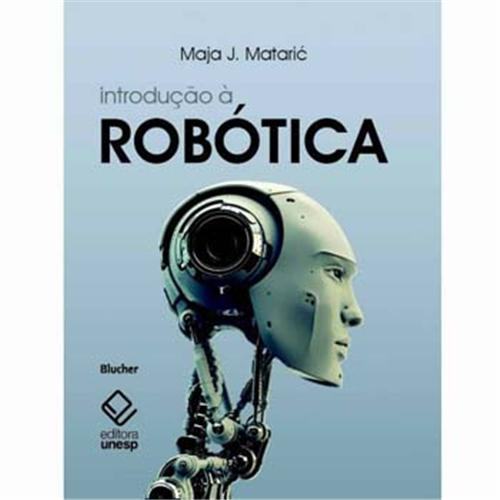 Maja J. Matarić
introdução à
ROBÓTICA
Blucher
editora
unesp